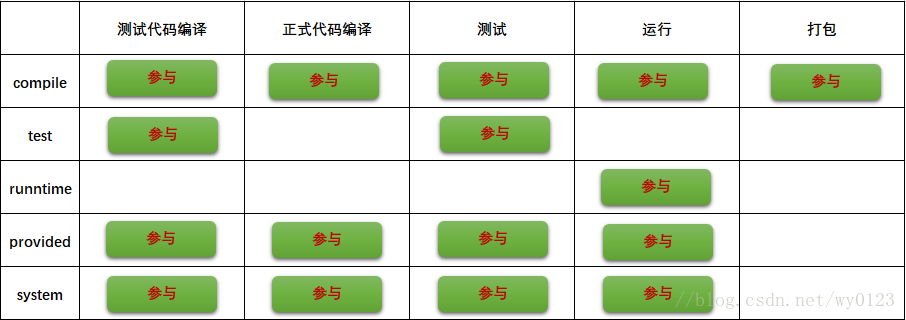 测试代码编译 正式代码编译 测试 运行 打包
compile 参与 参与 参与 参与 参与
test 参与 参与
runntime 参与
provided 参与 参与 参与 参与
system 参与 参与 参与 参与
//blog.csdn.net/wy0123